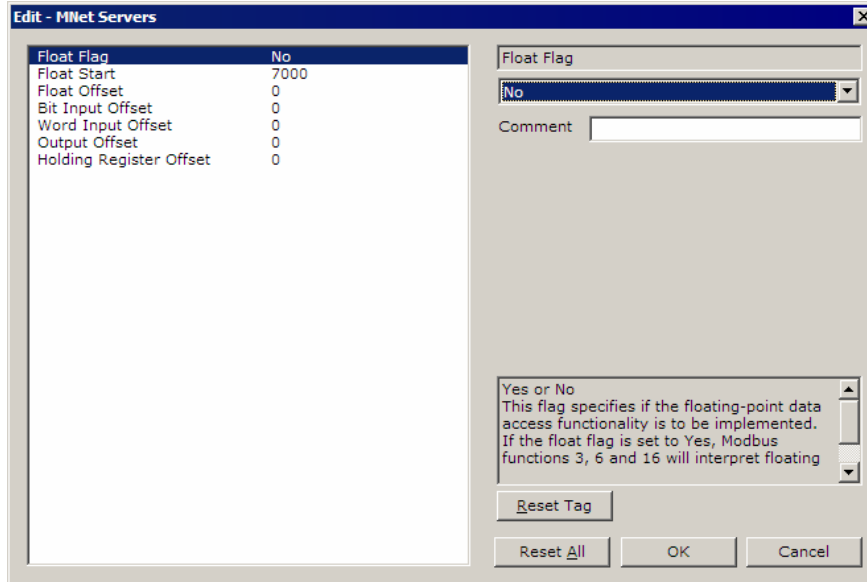 Edit - MNet Servers
Float Flag No
Float Start 7000
Float Offset 0
Bit Input Offset 0
Word Input Offset 0
Output Offset 0
Holding Register Offset 0
Float Flag
No
Comment
Yes or No
This flag specifies if the floating-point data
access functionality is to be implemented.
If the float flag is set to Yes, Modbus
functions 3, 6 and 16 will interpret floating
Reset Tag
Reset All OK Cancel